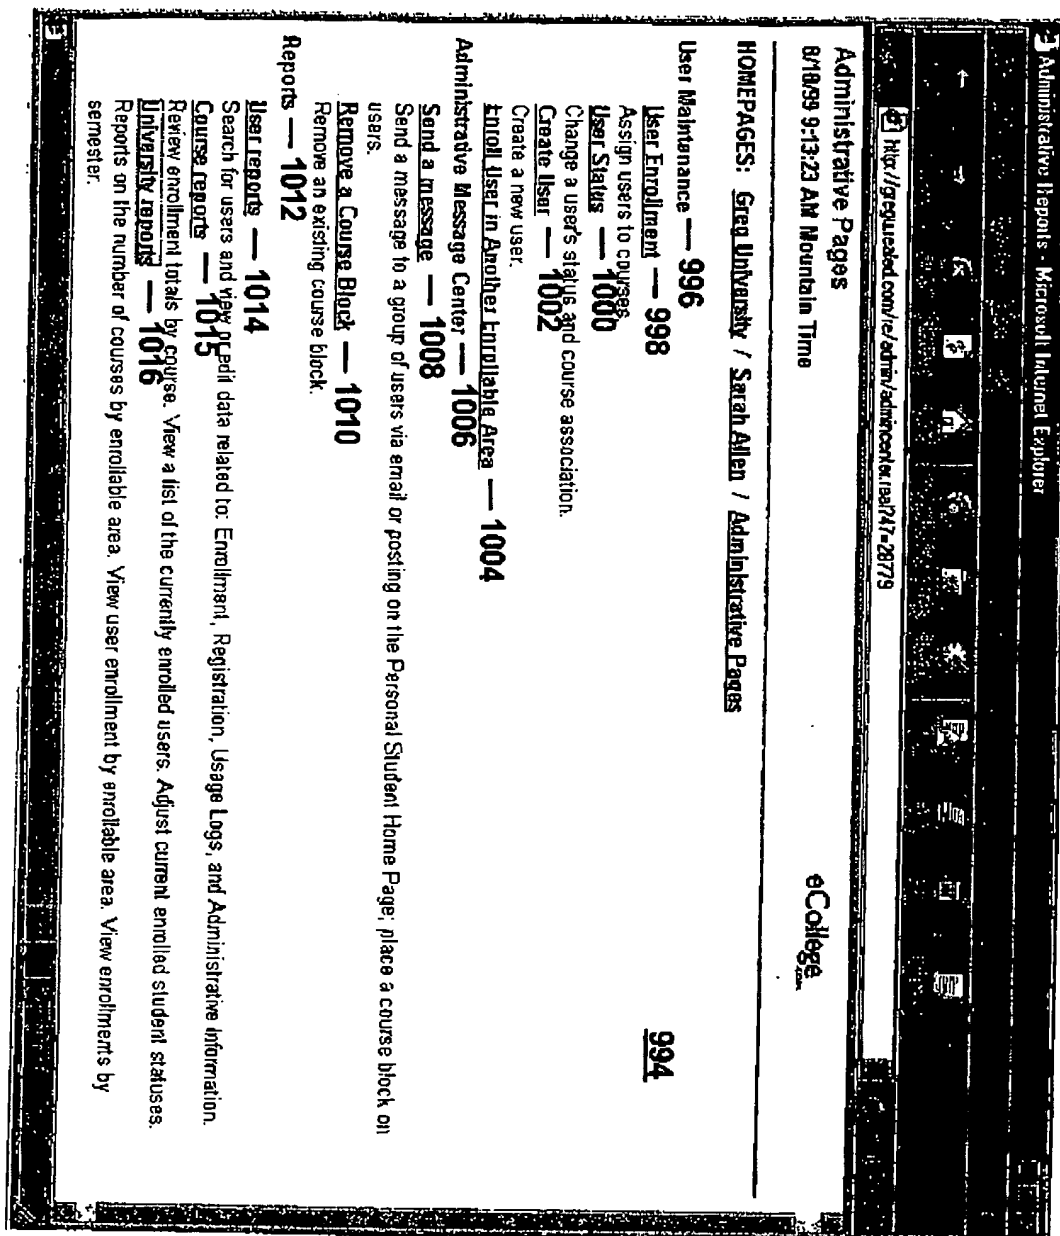 Administrative Reports - Microsoft Internet Explorer
Administrative Pages
8/18/99 9:13:23 AM Mountain Time
eCollege
.com
HOMEPAGES: Greg University / Sarah Allen / Administrative Pages
994
User Maintanance — 996
User Enrollment — 998
Assign users to courses.
User Status — 1000
Change a user's status and course association.
Create User — 1002
Create a new user.
Enroll User in Another Enrollable Area — 1004
Administrative Message Center — 1006
Send a message — 1008
Send a message to a group of users via email or posting on the Personal Student Home Page; place a course block on
users.
Remove a Course Block — 1010
Remove an existing course block.
Reports — 1012
User reports — 1014
Search for users and view or edit data related to: Enrollment, Registration, Usage Logs, and Administrative Information.
Course reports — 1015
Review enrollment totals by course. View a list of the currently enrolled users. Adjust current enrolled student statuses.
University reports — 1016
Reports on the number of courses by enrollable area. View user enrollment by enrollable area. View enrollments by
semester.